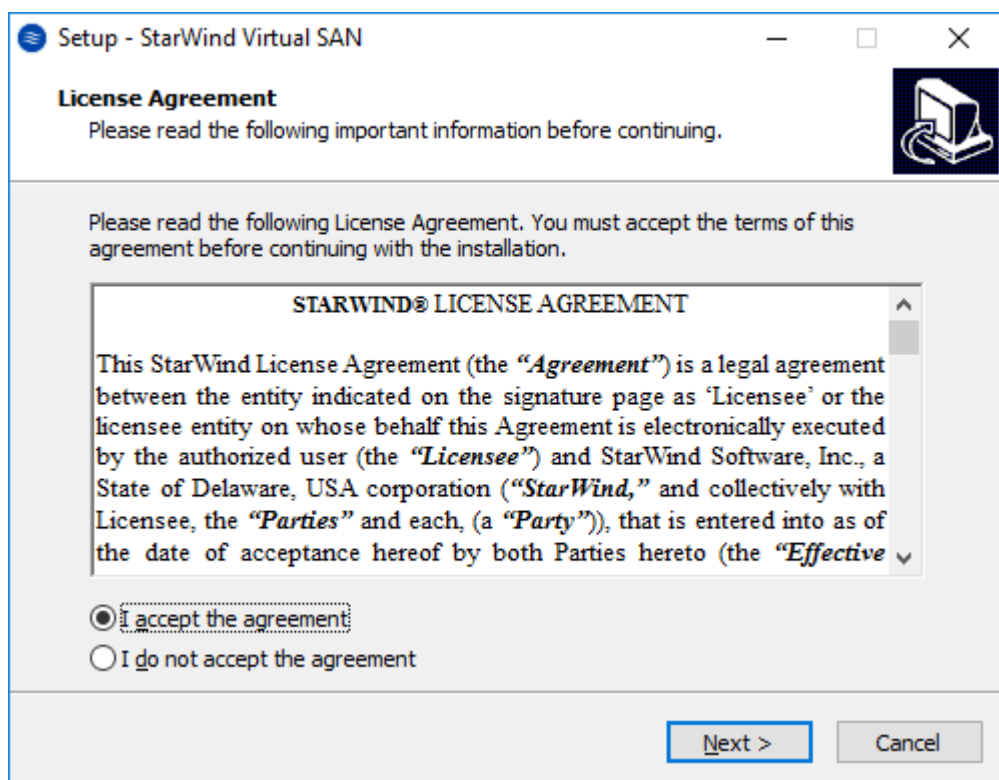 Setup - StarWind Virtual SAN
License Agreement
Please read the following important information before continuing.
Please read the following License Agreement. You must accept the terms of this
agreement before continuing with the installation.
STARWIND® LICENSE AGREEMENT
This StarWind License Agreement (the “Agreement”) is a legal agreement
between the entity indicated on the signature page as ‘Licensee’ or the
licensee entity on whose behalf this Agreement is electronically executed
by the authorized user (the “Licensee”) and StarWind Software, Inc., a
State of Delaware, USA corporation (“StarWind,” and collectively with
Licensee, the “Parties” and each, (a “Party”)), that is entered into as of
the date of acceptance hereof by both Parties hereto (the “Effective
I accept the agreement
I do not accept the agreement
Next >
Cancel